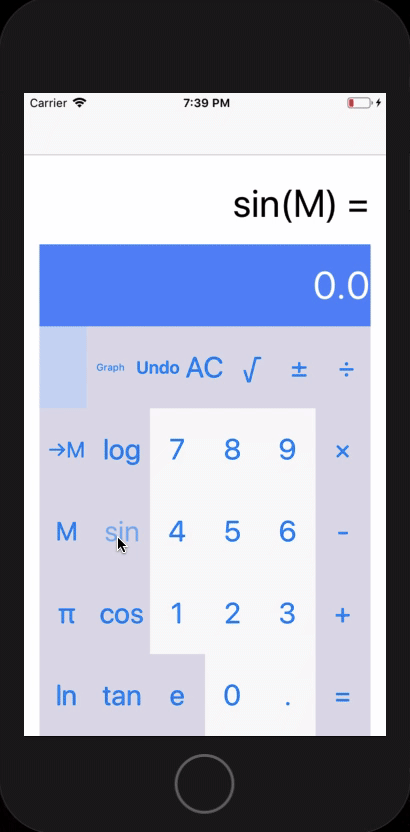 Carrier 7:39 PM
sin(M) =
0.0
Graph Undo AC √ ± ÷
→M log 7 8 9 ×
M sin 4 5 6 -
π cos 1 2 3 +
ln tan e 0 . =